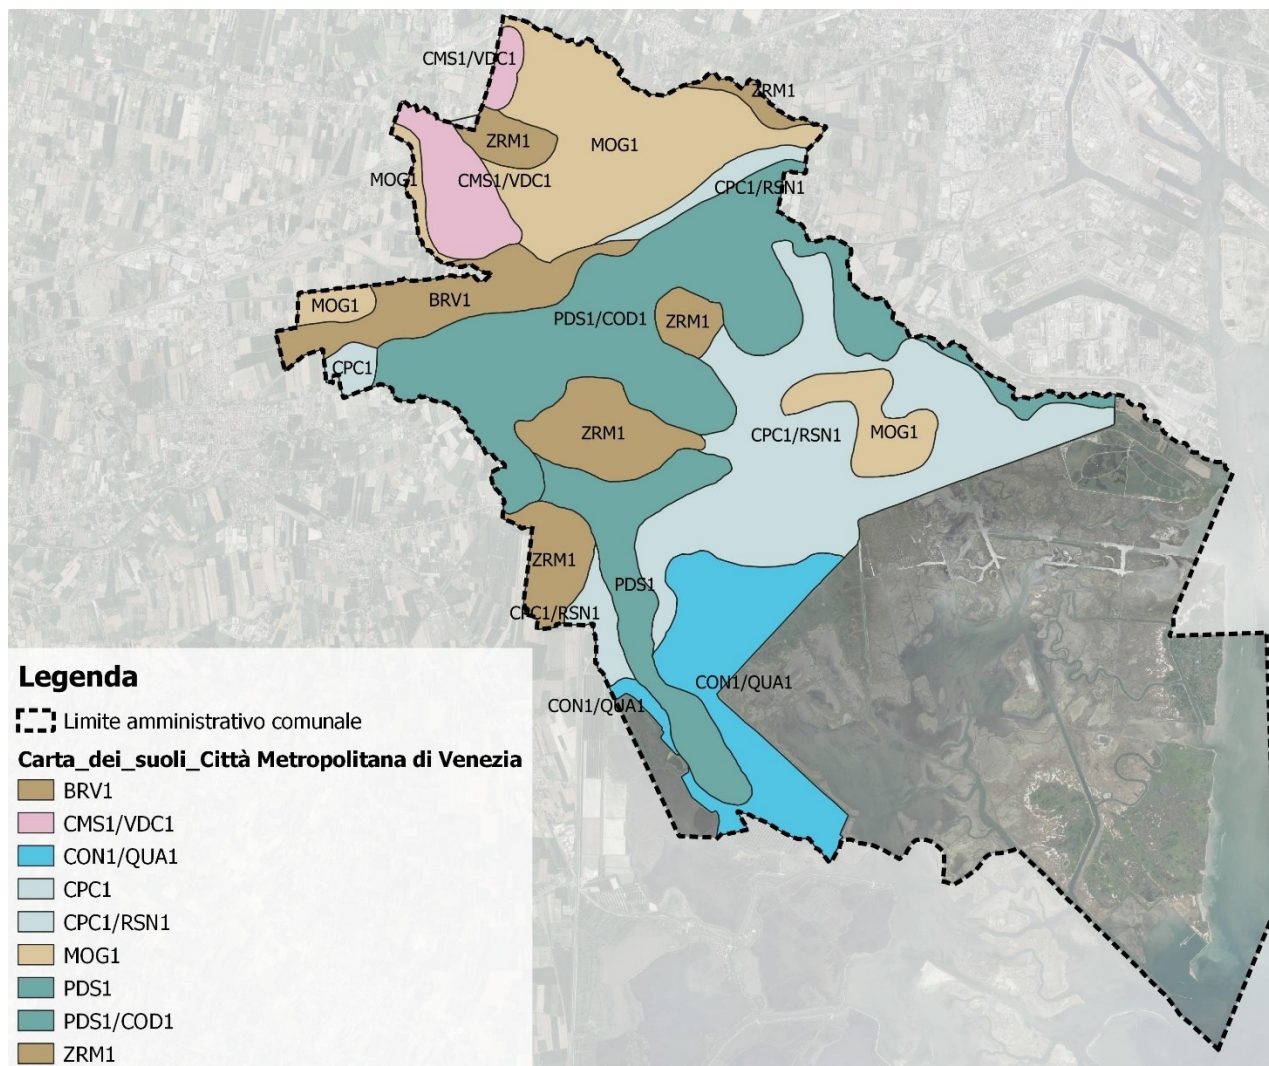 CMS1/VDC1
ZRM1
ZRM1
MOG1
MOG1
CMS1/VDC1
CPC1/RSN1
MOG1
BRV1
PDS1/COD1
ZRM1
CPC1
ZRM1
CPC1/RSN1
MOG1
ZRM1
PDS1
CPC1/RSN1
CON1/QUA1
CON1/QUA1
Legenda
Limite amministrativo comunale
Carta_dei_suoli_Città Metropolitana di Venezia
BRV1
CMS1/VDC1
CON1/QUA1
CPC1
CPC1/RSN1
MOG1
PDS1
PDS1/COD1
ZRM1